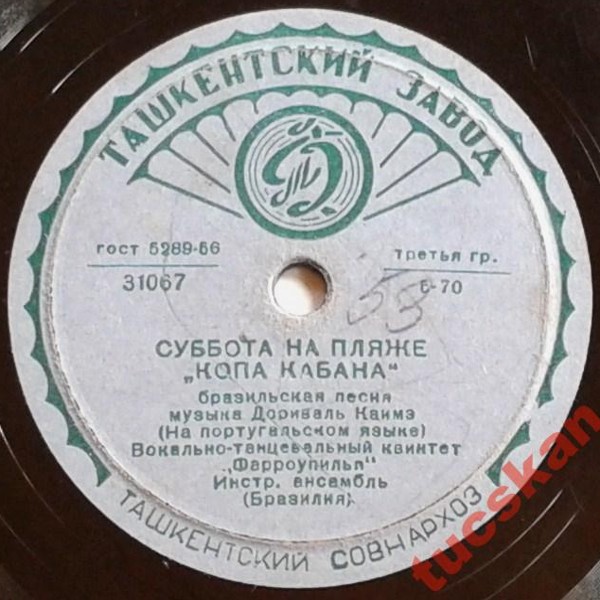 ТАШКЕНТСКИЙ ЗАВОД
ГОСТ 5289-56
31067
третья гр.
5-70
53
СУББОТА НА ПЛЯЖЕ
„КОПА КАБАНА"
бразильская песня
музыка Дориваль Каимэ
(На португальском языке)
Вокально-танцевальный квинтет
„Фарроупилья"
Инстр. ансамбль
(Бразилия)
ТАШКЕНТСКИЙ СОВНАРХОЗ
tucskan